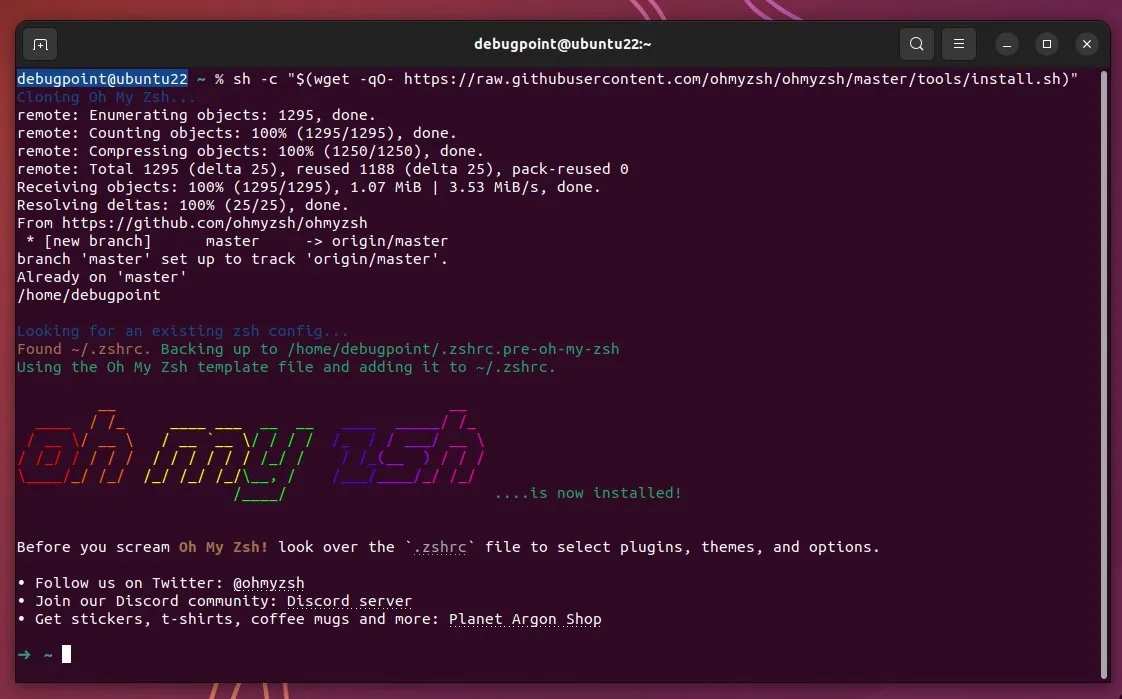 debugpoint@ubuntu22:~
debugpoint@ubuntu22 ~ % sh -c "$(wget -qO- https://raw.githubusercontent.com/ohmyzsh/ohmyzsh/master/tools/install.sh)"
Cloning Oh My Zsh...
remote: Enumerating objects: 1295, done.
remote: Counting objects: 100% (1295/1295), done.
remote: Compressing objects: 100% (1250/1250), done.
remote: Total 1295 (delta 25), reused 1188 (delta 25), pack-reused 0
Receiving objects: 100% (1295/1295), 1.07 MiB | 3.53 MiB/s, done.
Resolving deltas: 100% (25/25), done.
From https://github.com/ohmyzsh/ohmyzsh
 * [new branch]      master     -> origin/master
branch 'master' set up to track 'origin/master'.
Already on 'master'
/home/debugpoint
Looking for an existing zsh config...
Found ~/.zshrc. Backing up to /home/debugpoint/.zshrc.pre-oh-my-zsh
Using the Oh My Zsh template file and adding it to ~/.zshrc.
oh my zsh
....is now installed!
Before you scream Oh My Zsh! look over the `.zshrc` file to select plugins, themes, and options.
• Follow us on Twitter: @ohmyzsh
• Join our Discord community: Discord server
• Get stickers, t-shirts, coffee mugs and more: Planet Argon Shop
➜ ~